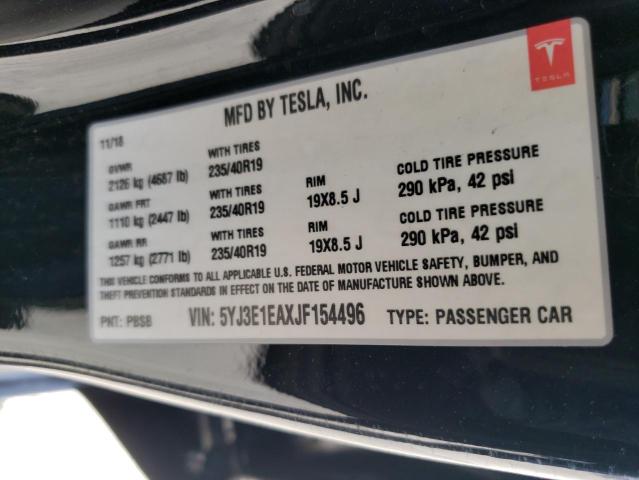 TESLA
MFD BY TESLA, INC.
11/18
GVWR WITH TIRES
2126 kg (4687 lb) 235/40R19 RIM COLD TIRE PRESSURE
GAWR FRT WITH TIRES 19X8.5 J 290 kPa, 42 psi
1110 kg (2447 lb) 235/40R19 RIM COLD TIRE PRESSURE
GAWR RR WITH TIRES 19X8.5 J 290 kPa, 42 psi
1257 kg (2771 lb) 235/40R19
THIS VEHICLE CONFORMS TO ALL APPLICABLE U.S. FEDERAL MOTOR VEHICLE SAFETY, BUMPER, AND
THEFT PREVENTION STANDARDS IN EFFECT ON THE DATE OF MANUFACTURE SHOWN ABOVE.
PNT: PBSB VIN: 5YJ3E1EAXJF154496 TYPE: PASSENGER CAR